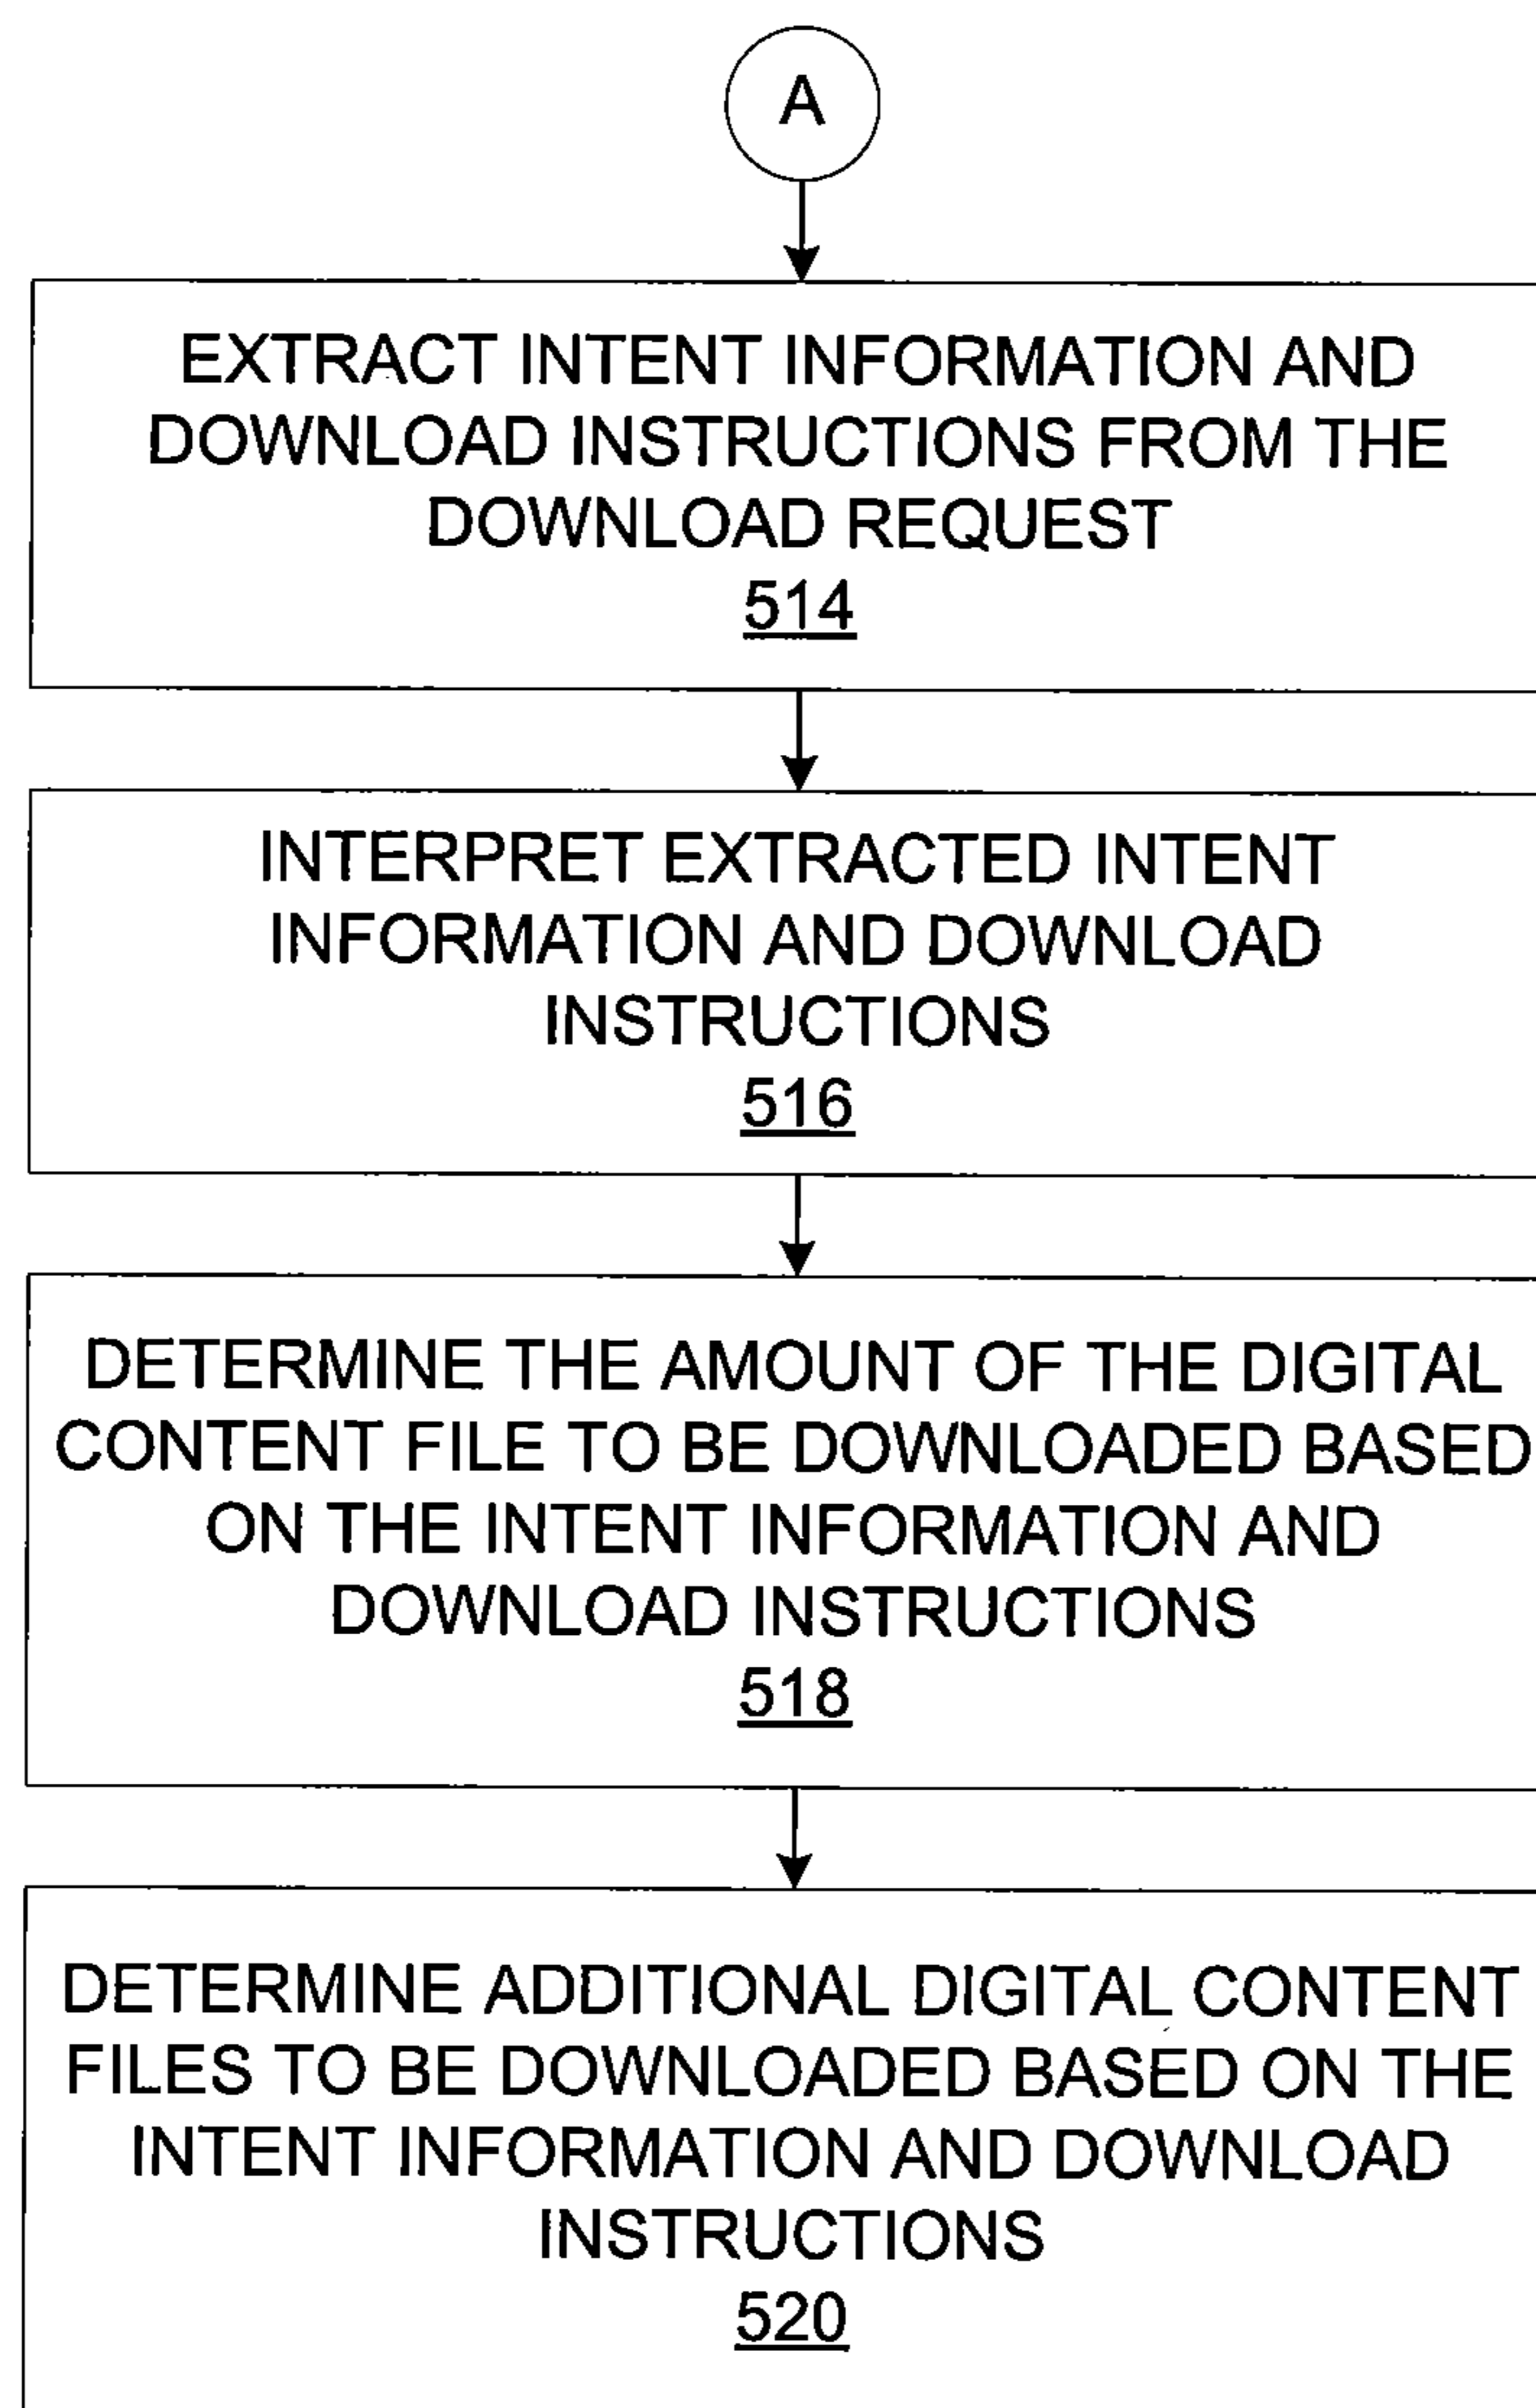 A
EXTRACT INTENT INFORMATION AND
DOWNLOAD INSTRUCTIONS FROM THE
DOWNLOAD REQUEST
514
INTERPRET EXTRACTED INTENT
INFORMATION AND DOWNLOAD
INSTRUCTIONS
516
DETERMINE THE AMOUNT OF THE DIGITAL
CONTENT FILE TO BE DOWNLOADED BASED
ON THE INTENT INFORMATION AND
DOWNLOAD INSTRUCTIONS
518
DETERMINE ADDITIONAL DIGITAL CONTENT
FILES TO BE DOWNLOADED BASED ON THE
INTENT INFORMATION AND DOWNLOAD
INSTRUCTIONS
520